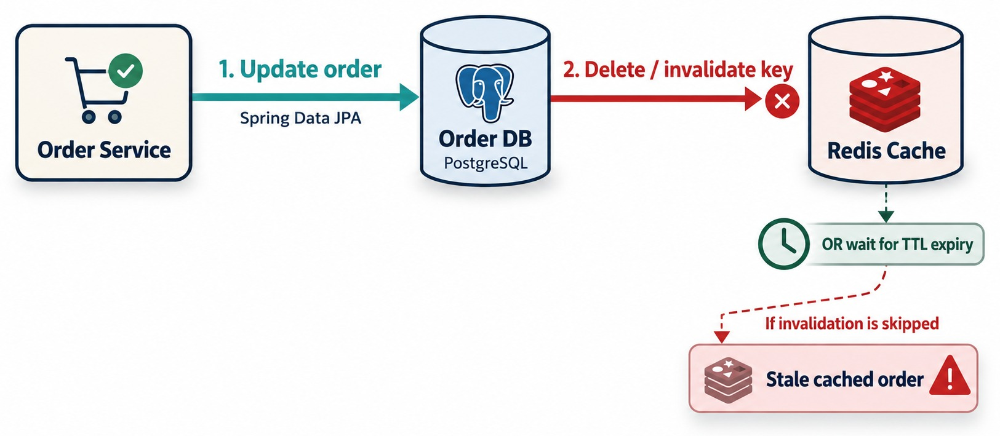 1. Update order
Spring Data JPA
Order Service
Order DB
PostgreSQL
2. Delete / invalidate key
Redis Cache
OR wait for TTL expiry
If invalidation is skipped
Stale cached order